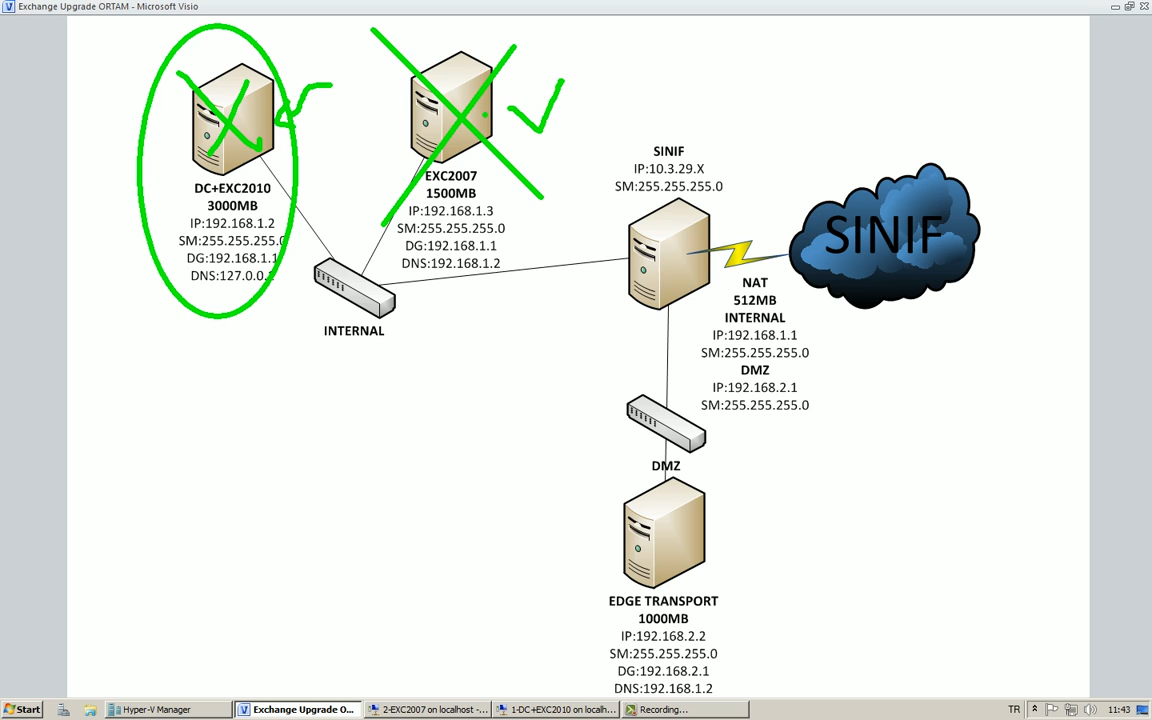 Exchange Upgrade ORTAM - Microsoft Visio
DC+EXC2010
3000MB
IP:192.168.1.2
SM:255.255.255.0
DG:192.168.1.1
DNS:127.0.0.
EXC2007
1500MB
IP:192.168.1.3
SM:255.255.255.0
DG:192.168.1.1
DNS:192.168.1.2
INTERNAL
SINIF
IP:10.3.29.X
SM:255.255.255.0
SINIF
NAT
512MB
INTERNAL
IP:192.168.1.1
SM:255.255.255.0
DMZ
IP:192.168.2.1
SM:255.255.255.0
DMZ
EDGE TRANSPORT
1000MB
IP:192.168.2.2
SM:255.255.255.0
DG:192.168.2.1
DNS:192.168.1.2
Start
Hyper-V Manager
Exchange Upgrade O...
2-EXC2007 on localhost -...
1-DC+EXC2010 on localh...
Recording...
TR
11:43